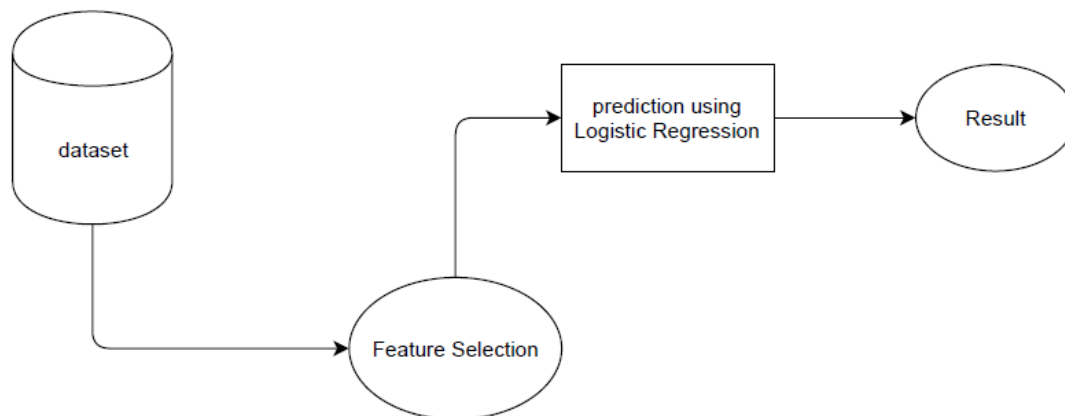 dataset
Feature Selection
prediction using
Logistic Regression
Result